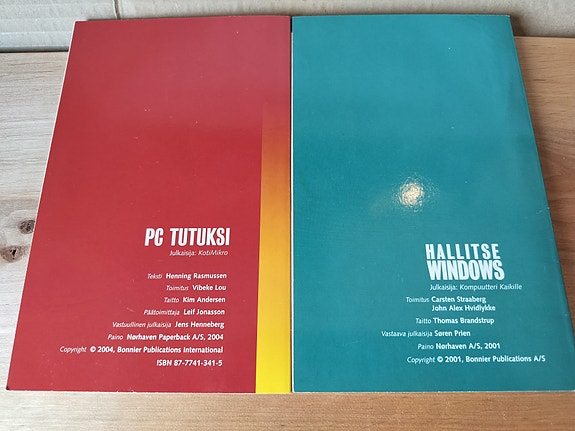 PC TUTUKSI
Julkaisija: KotiMikro
Teksti Henning Rasmussen
Toimitus Vibeke Lou
Taitto Kim Andersen
Päätoimittaja Leif Jonasson
Vastuullinen julkaisija Jens Henneberg
Paino Nørhaven Paperback A/S, 2004
Copyright © 2004, Bonnier Publications International
ISBN 87-7741-341-5
HALLITSE
WINDOWS
Julkaisija: Kompuutteri Kaikille
Toimitus Carsten Straaberg
John Alex Hvidlykke
Taitto Thomas Brandstrup
Vastaava julkaisija Søren Prien
Paino Nørhaven A/S, 2001
Copyright © 2001, Bonnier Publications A/S